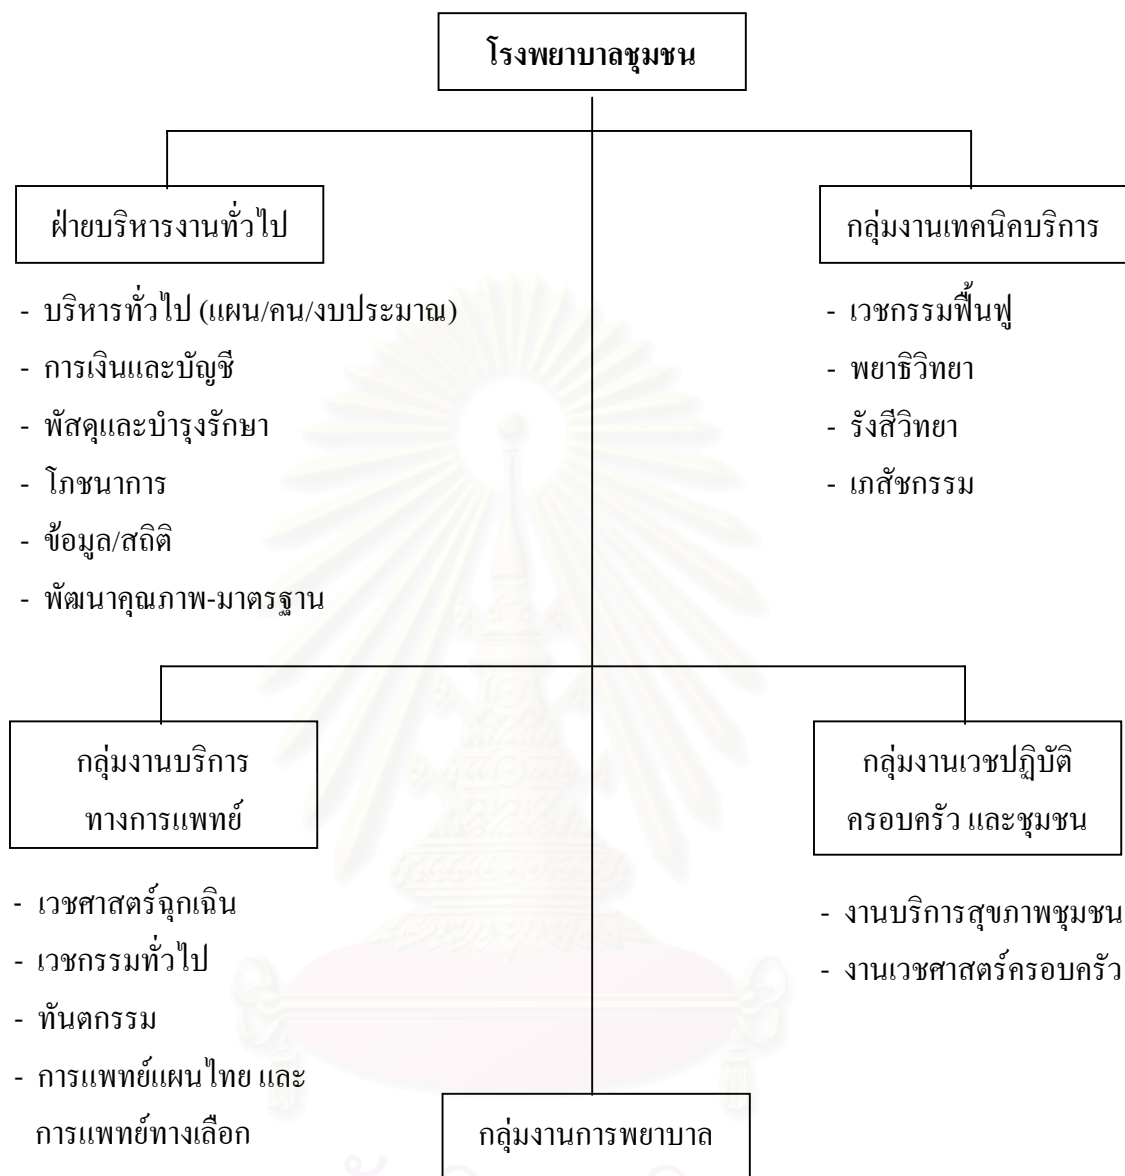 โรงพยาบาลชุมชน
ฝ่ายบริหารงานทั่วไป
- บริหารทั่วไป (แผน/คน/งบประมาณ)
- การเงินและบัญชี
- พัสดุและบำรุงรักษา
- โภชนาการ
- ข้อมูล/สถิติ
- พัฒนาคุณภาพ-มาตรฐาน
กลุ่มงานเทคนิคบริการ
- เวชกรรมฟื้นฟู
- พยาธิวิทยา
- รังสีวิทยา
- เภสัชกรรม
กลุ่มงานบริการ
ทางการแพทย์
- เวชศาสตร์ฉุกเฉิน
- เวชกรรมทั่วไป
- ทันตกรรม
- การแพทย์แผนไทย และ
การแพทย์ทางเลือก
กลุ่มงานเวชปฏิบัติ
ครอบครัว และชุมชน
- งานบริการสุขภาพชุมชน
- งานเวชศาสตร์ครอบครัว
กลุ่มงานการพยาบาล